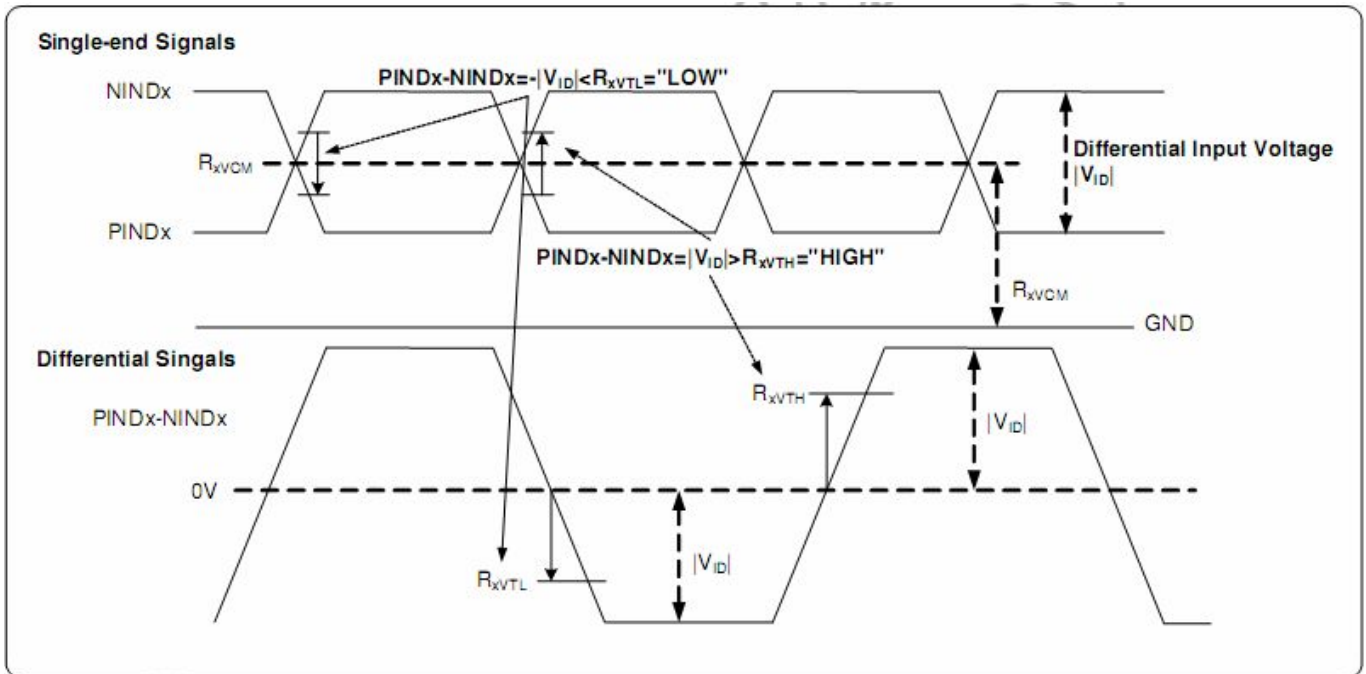 Single-end Signals
PINDx-NINDx=-|VID|<RxVTL="LOW"
NINDx
RxVCM
Differential Input Voltage
|VID|
PINDx
PINDx-NINDx=|VID|>RxVTH="HIGH"
RxVCM
GND
Differential Singals
RxVTH
PINDx-NINDx
|VID|
0V
|VID|
RxVTL